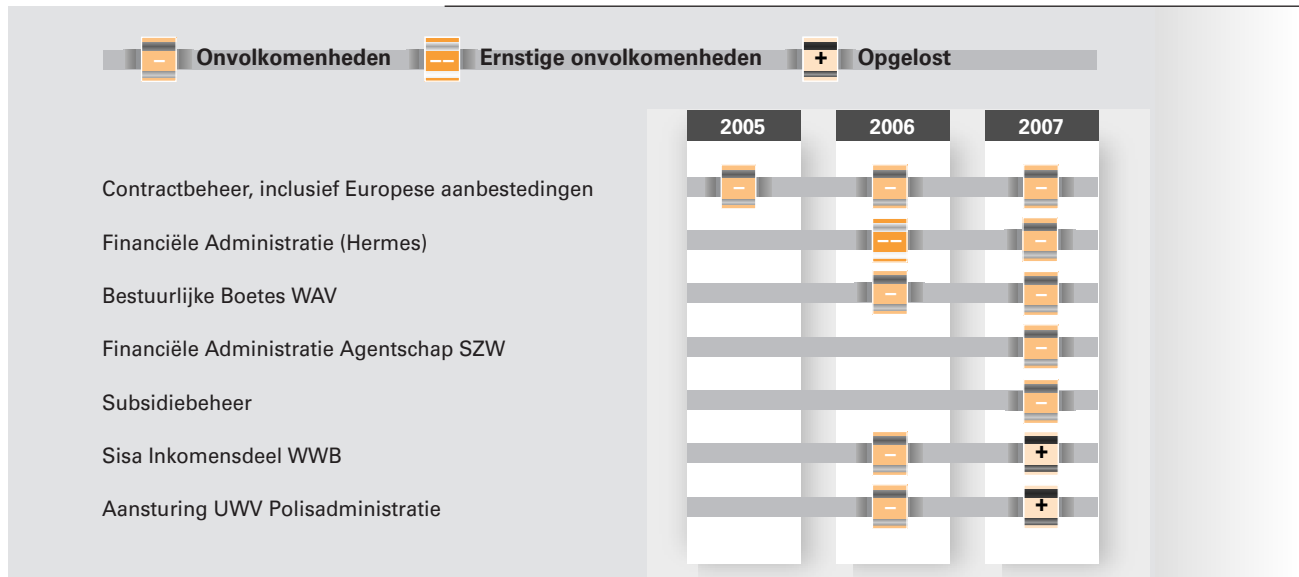 – Onvolkomenheden –– Ernstige onvolkomenheden + Opgelost
2005 2006 2007
Contractbeheer, inclusief Europese aanbestedingen – – –
Financiële Administratie (Hermes) –– –
Bestuurlijke Boetes WAV – –
Financiële Administratie Agentschap SZW –
Subsidiebeheer –
Sisa Inkomensdeel WWB – +
Aansturing UWV Polisadministratie – +